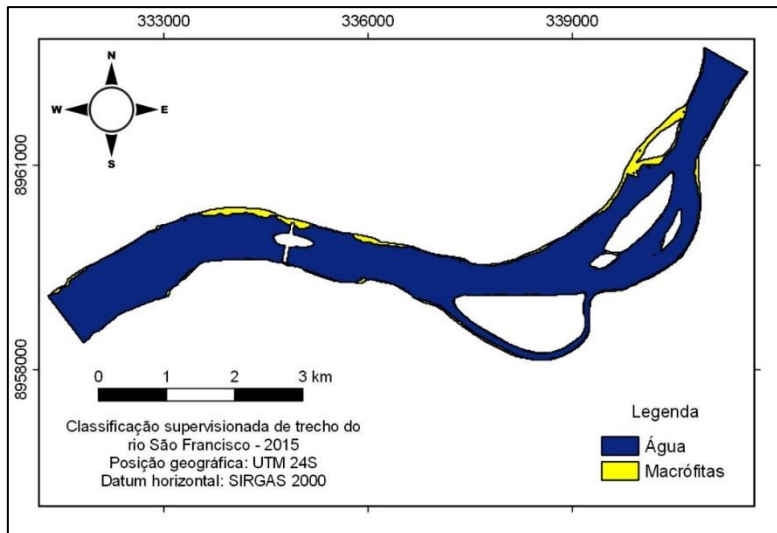 333000 336000 339000
N
W E
S
8961000
8958000
0 1 2 3 km
Classificação supervisionada de trecho do
rio São Francisco - 2015
Posição geográfica: UTM 24S
Datum horizontal: SIRGAS 2000
Legenda
Água
Macrófitas